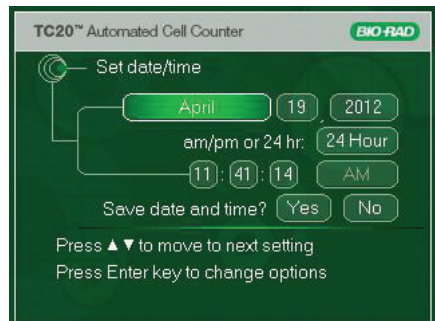 TC20™ Automated Cell Counter BIO-RAD
Set date/time
April 19, 2012
am/pm or 24 hr: 24 Hour
11 : 41 : 14 AM
Save date and time? Yes No
Press ▲ ▼ to move to next setting
Press Enter key to change options